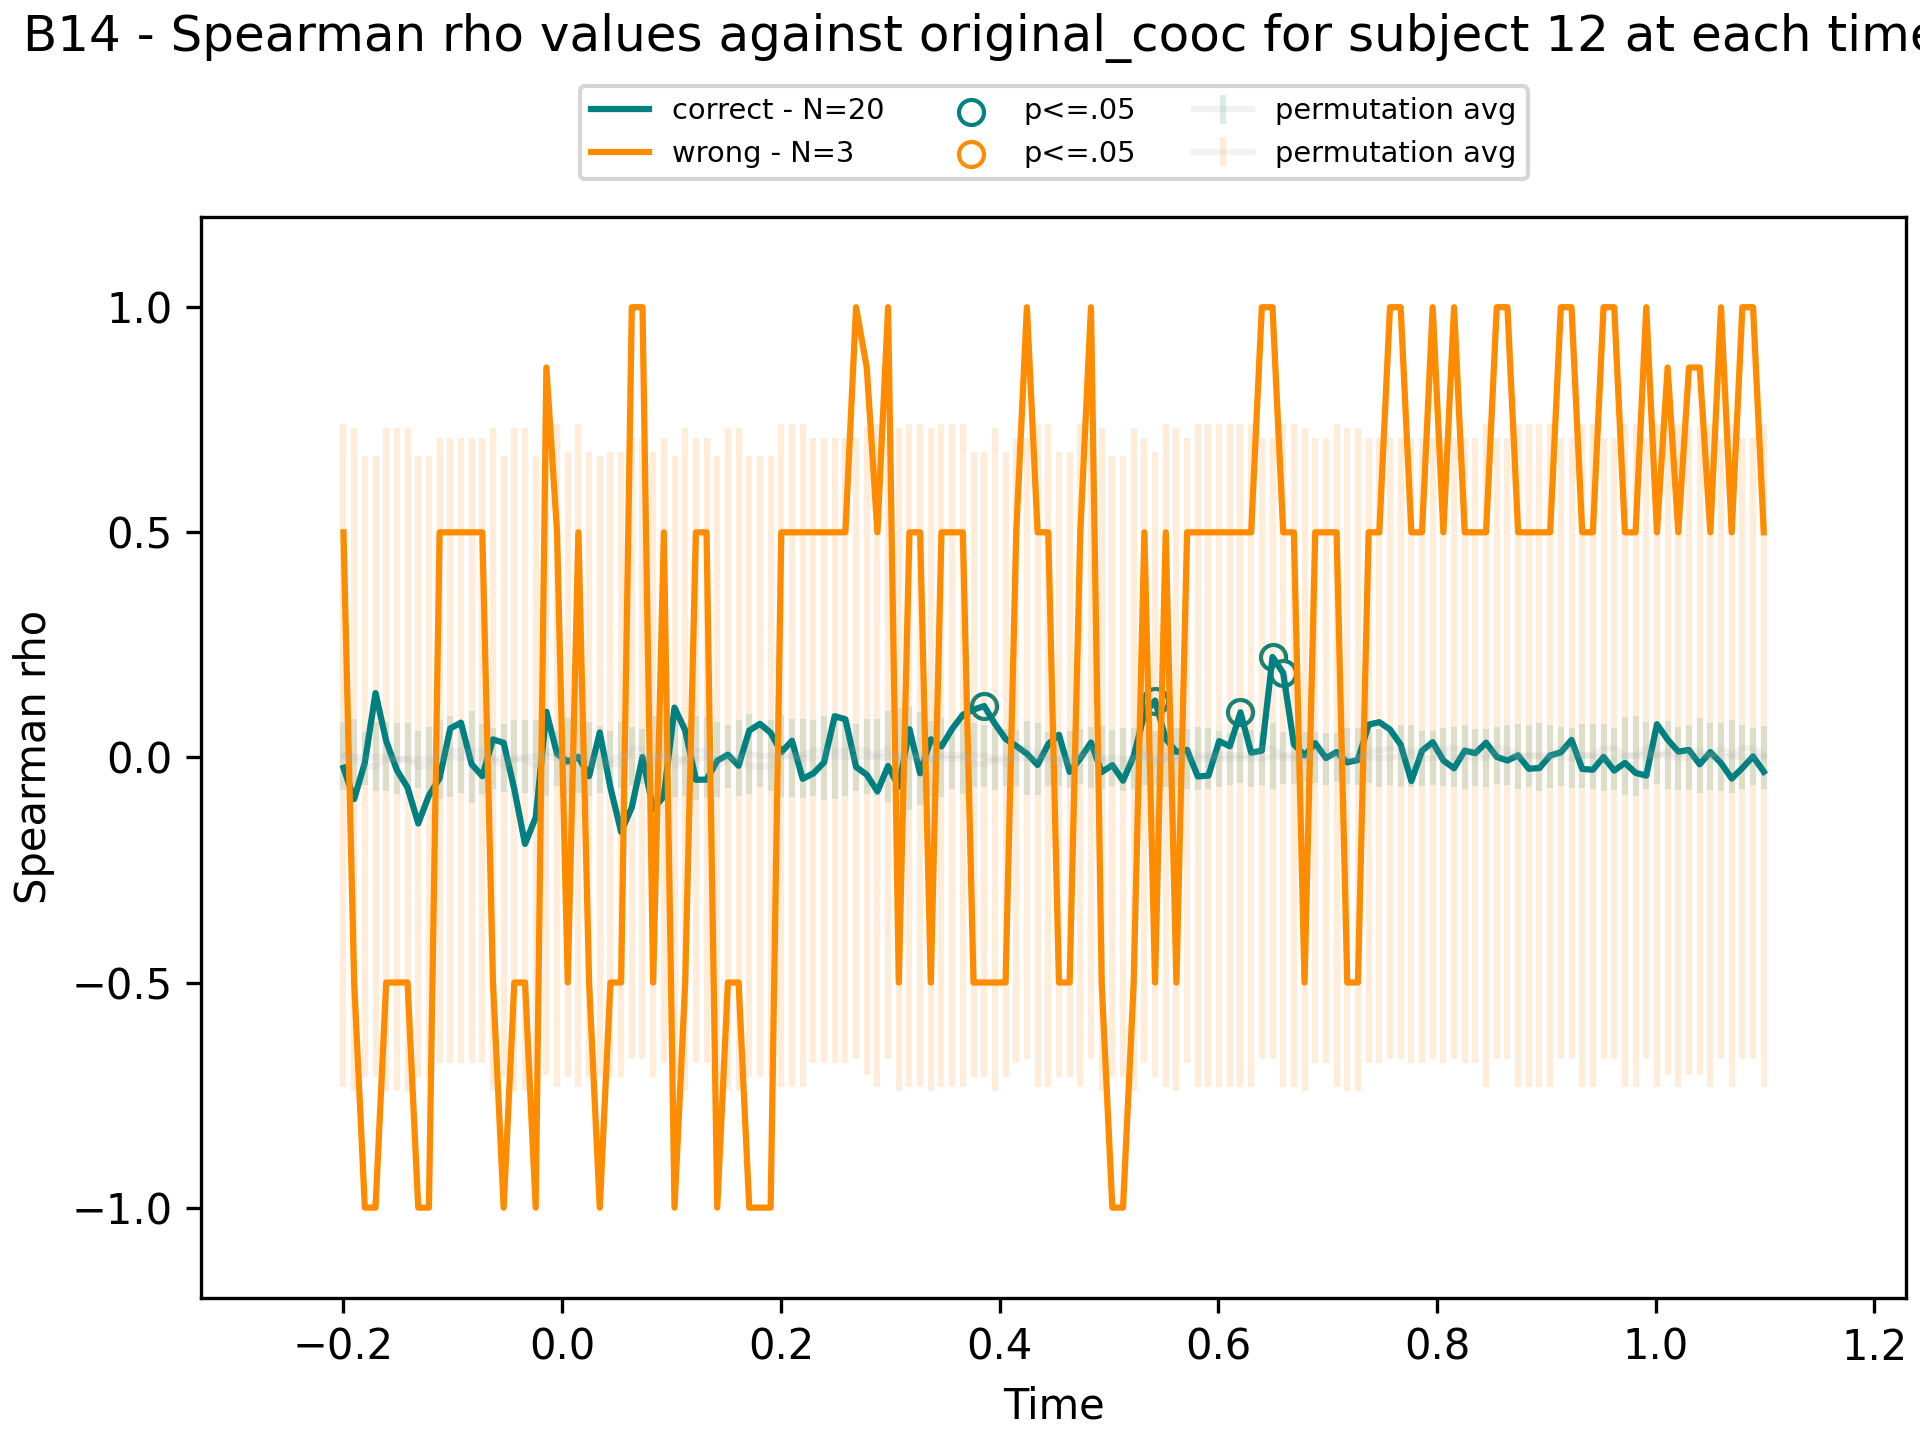 B14 - Spearman rho values against original_cooc for subject 12 at each time
correct - N=20 p<=.05 permutation avg
wrong - N=3 p<=.05 permutation avg
1.0
0.5
0.0
−0.5
−1.0
Spearman rho
−0.2 0.0 0.2 0.4 0.6 0.8 1.0 1.2
Time